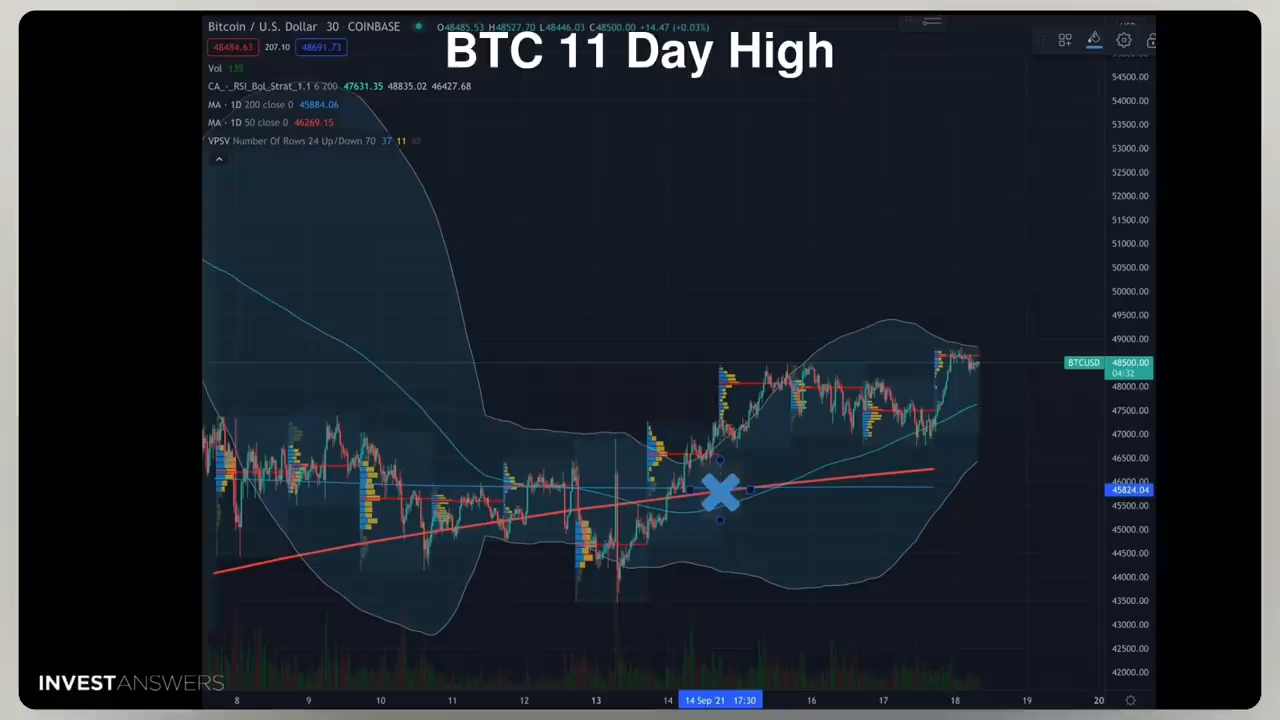 Bitcoin / U.S. Dollar 30 COINBASE O48485.53 H48527.70 L48446.03 C48500.00 +14.47 (+0.03%)
BTC 11 Day High
48484.63 207.10 48691.73
Vol 135
CA_-_RSI_Bol_Strat_1.1 6 200 47631.35 48835.02 46427.68
MA · 1D 200 close 0 45884.06
MA · 1D 50 close 0 46269.15
VPSV Number Of Rows 24 Up/Down 70 37 11 48
54500.00
54000.00
53500.00
53000.00
52500.00
52000.00
51500.00
51000.00
50500.00
50000.00
49500.00
49000.00
BTCUSD 48500.00
04:32
48000.00
47500.00
47000.00
46500.00
46000.00
45824.04
45500.00
45000.00
44500.00
44000.00
43500.00
43000.00
42500.00
42000.00
INVESTANSWERS
8 9 10 11 12 13 14 14 Sep '21 17:30 16 17 18 19 20